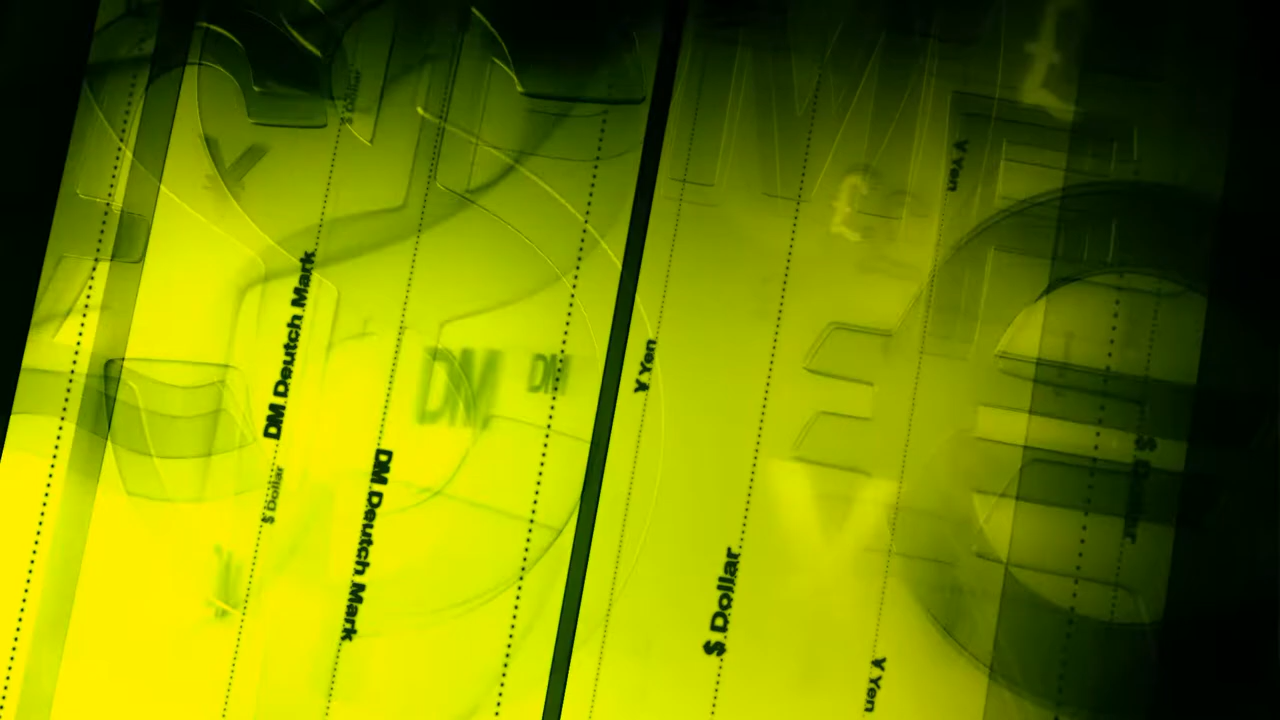 DM Deutch Mark
$ Dollar
DM Deutch Mark
DM
DM
¥ Yen
$ Dollar
¥ Yen
¥ Yen
$ Dollar
£
€